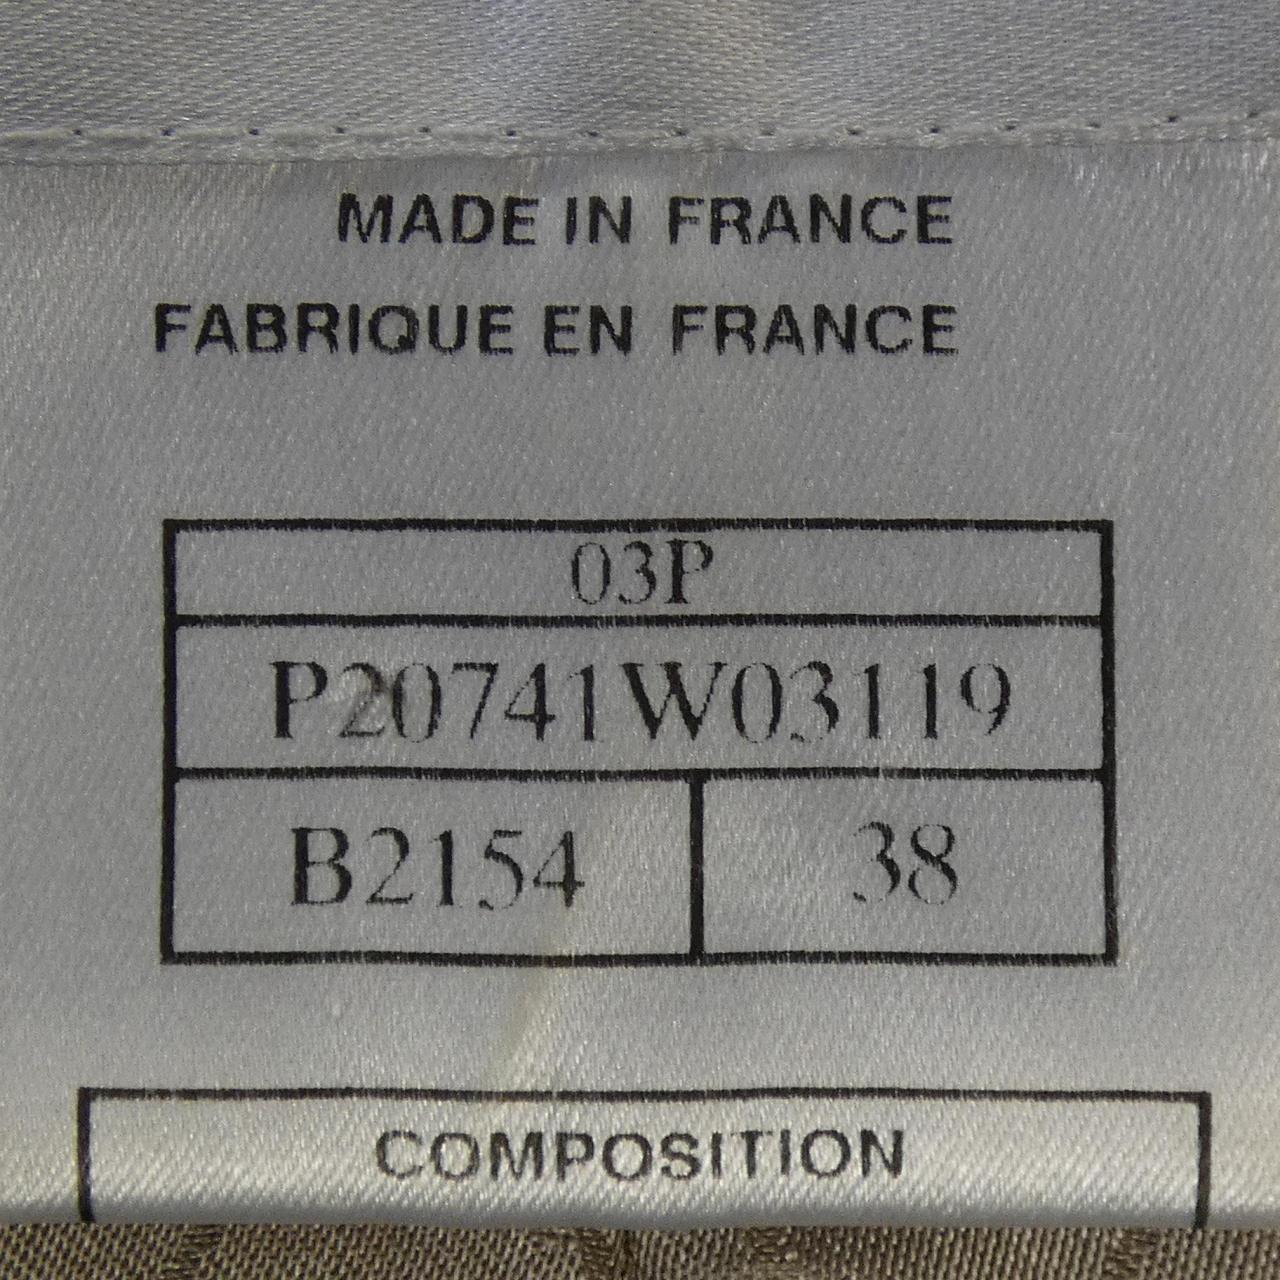 MADE IN FRANCE
FABRIQUE EN FRANCE
03P
P20741W03119
B2154 38
COMPOSITION